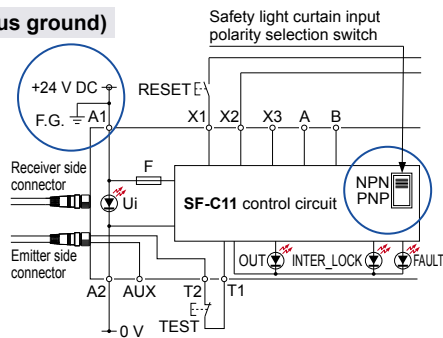 us ground)
Safety light curtain input
polarity selection switch
+24 V DC
RESET
F.G.
A1
X1
X2
X3
A
B
Receiver side
connector
F
Ui
SF-C11 control circuit
NPN
PNP
Emitter side
connector
OUT
INTER_LOCK
FAULT
A2
AUX
T2
T1
TEST
0 V